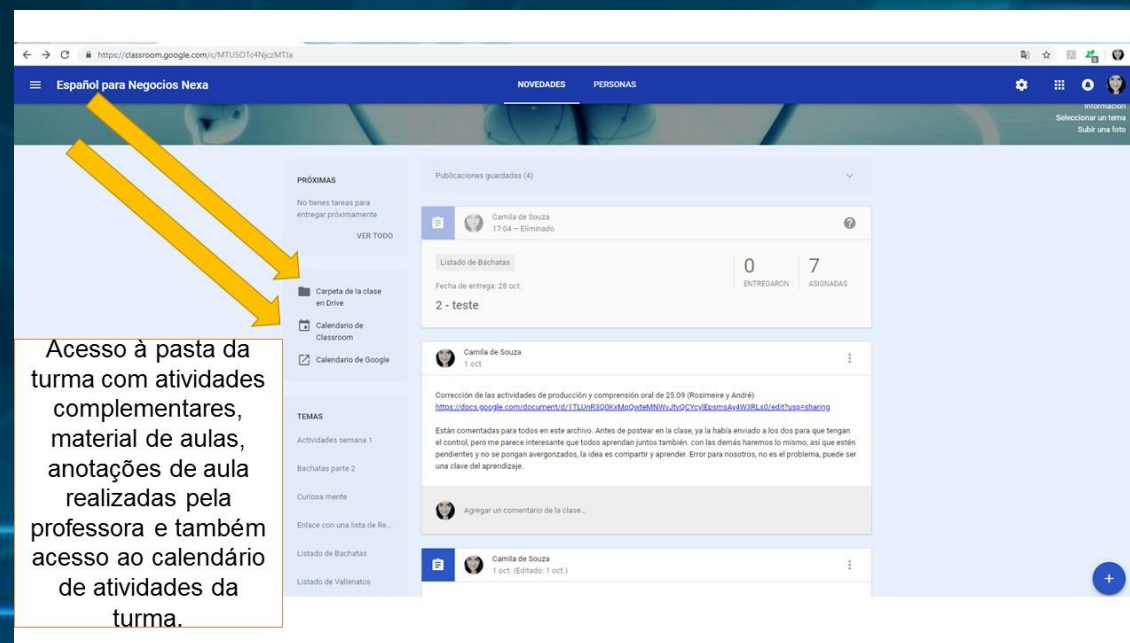 https://classroom.google.com/c/MTU5OTc4NjczMTJa
Español para Negocios Nexa
NOVEDADES
PERSONAS
Información
Seleccionar un tema
Subir una foto
PRÓXIMAS
No tienes tareas para
entregar próximamente
VER TODO
Carpeta de la clase
en Drive
Calendario de
Classroom
Calendario de Google
TEMAS
Actividades semana 1
Bachatas parte 2
Curiosa mente
Enlace con una lista de Re...
Listado de Bachatas
Listado de Vallenatos
Publicaciones guardadas (4)
Camila de Souza
17:04 – Eliminado
Listado de Bachatas
Fecha de entrega: 28 oct.
2 - teste
0
ENTREGARON
7
ASIGNADAS
Camila de Souza
1 oct.
Corrección de las actividades de producción y comprensión oral de 25.09 (Rosimeire y André)
Están comentadas para todos en este archivo. Antes de postear en la clase, ya la había enviado a los dos para que tengan
el control, pero me parece interesante que todos aprendan juntos también. con las demás haremos lo mismo, así que estén
pendientes y no se pongan avergonzados, la idea es compartir y aprender. Error para nosotros, no es el problema, puede ser
una clave del aprendizaje.
Agregar un comentario de la clase...
Camila de Souza
1 oct. (Editado: 1 oct.)
Acesso à pasta da
turma com atividades
complementares,
material de aulas,
anotações de aula
realizadas pela
professora e também
acesso ao calendário
de atividades da
turma.